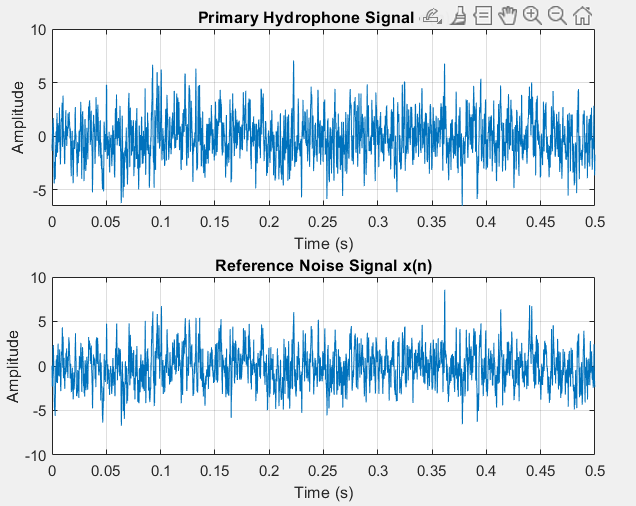 Primary Hydrophone Signal
10
5
0
-5
Amplitude
0 0.05 0.1 0.15 0.2 0.25 0.3 0.35 0.4 0.45 0.5
Time (s)
Reference Noise Signal x(n)
10
5
0
-5
-10
Amplitude
0 0.05 0.1 0.15 0.2 0.25 0.3 0.35 0.4 0.45 0.5
Time (s)